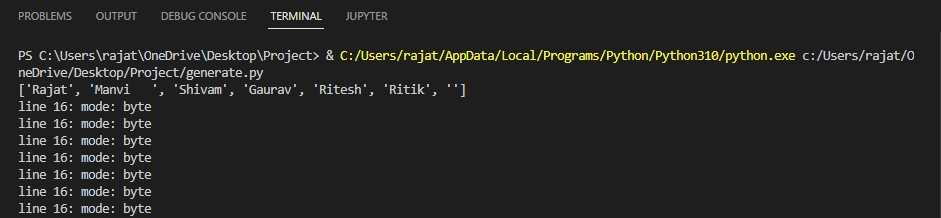 PROBLEMS OUTPUT DEBUG CONSOLE TERMINAL JUPYTER
PS C:\Users\rajat\OneDrive\Desktop\Project> & C:/Users/rajat/AppData/Local/Programs/Python/Python310/python.exe c:/Users/rajat/O
neDrive/Desktop/Project/generate.py
['Rajat', 'Manvi   ', 'Shivam', 'Gaurav', 'Ritesh', 'Ritik', '']
line 16: mode: byte
line 16: mode: byte
line 16: mode: byte
line 16: mode: byte
line 16: mode: byte
line 16: mode: byte
line 16: mode: byte